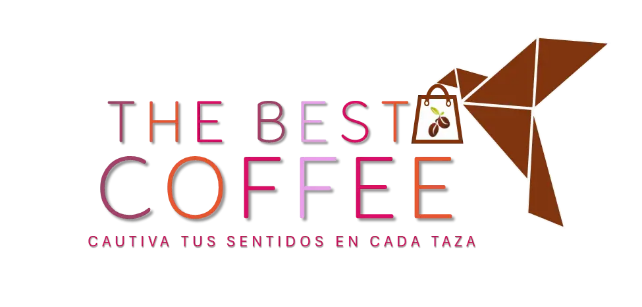 THE BEST
COFFEE
CAUTIVA TUS SENTIDOS EN CADA TAZA